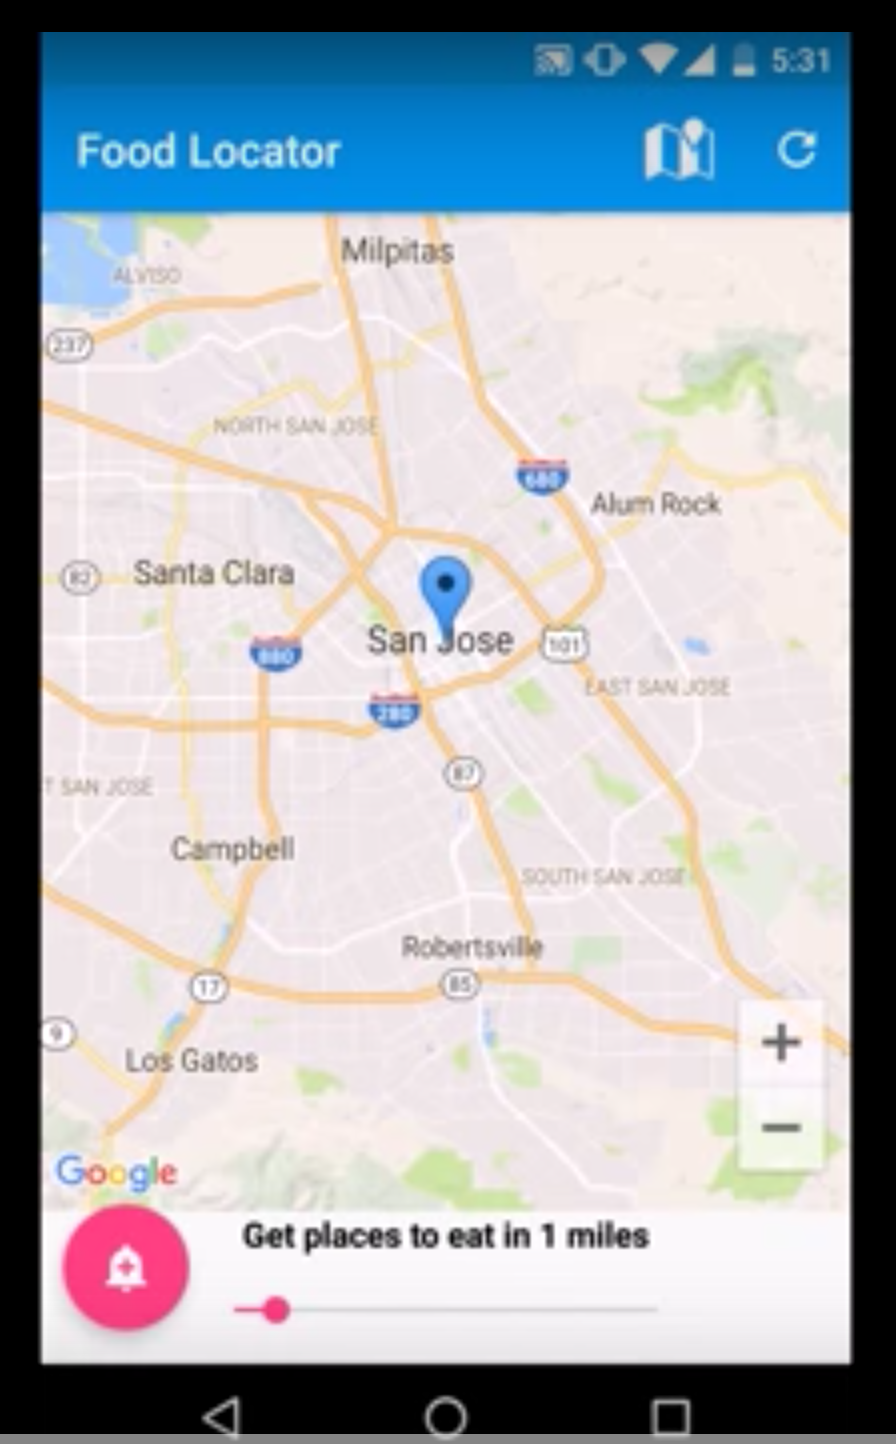 5:31
Food Locator
Milpitas
ALVISO
237
NORTH SAN JOSE
680
Alum Rock
82
Santa Clara
San Jose
101
880
EAST SAN JOSE
280
87
T SAN JOSE
Campbell
SOUTH SAN JOSE
Robertsville
17
85
9
+
Los Gatos
−
Google
Get places to eat in 1 miles